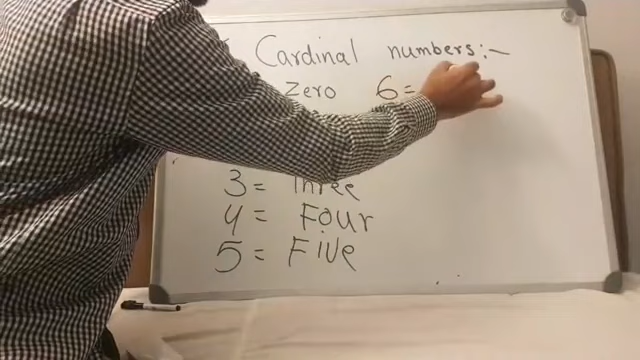 Cardinal numbers:-
Zero 6=
3= Three
4= Four
5= Five